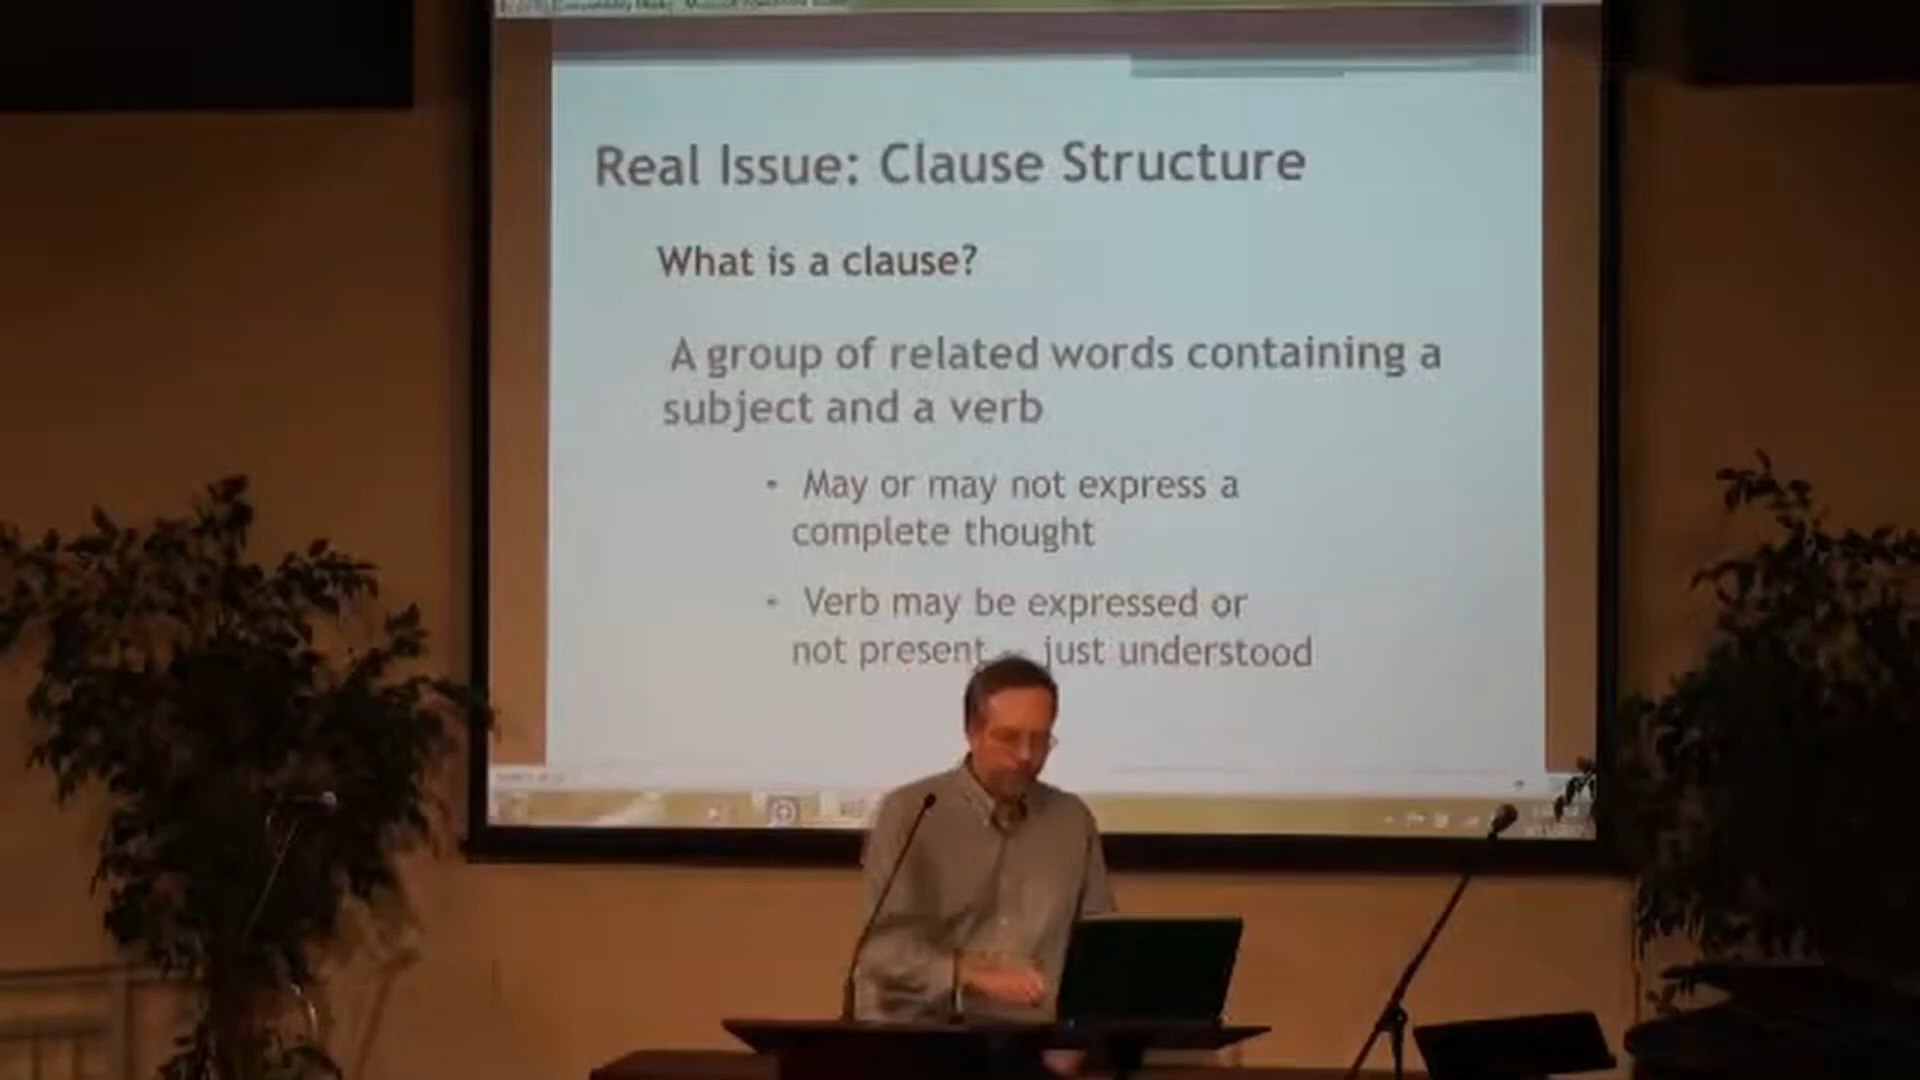 Real Issue: Clause Structure
What is a clause?
A group of related words containing a
subject and a verb
• May or may not express a
complete thought
• Verb may be expressed or
not present - just understood